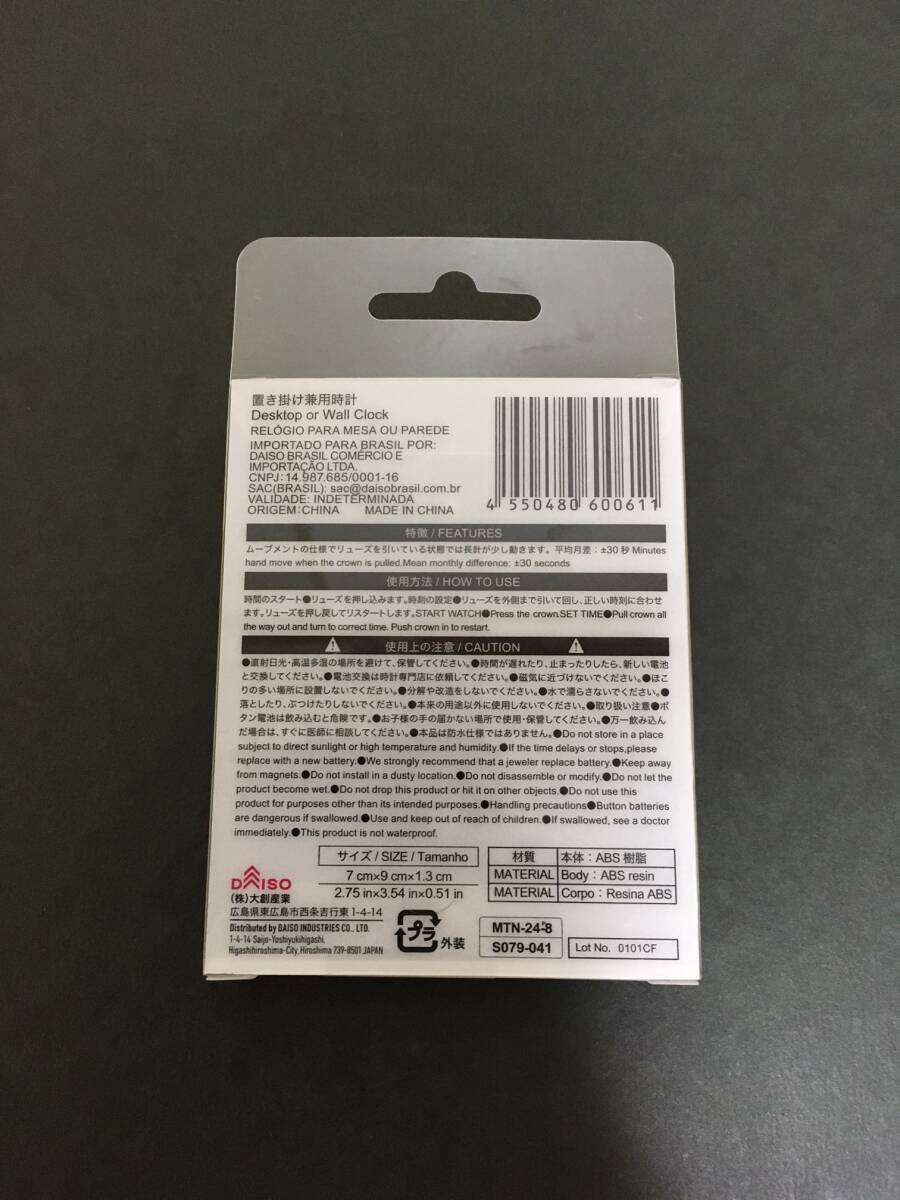 置き掛け兼用時計
Desktop or Wall Clock
RELÓGIO PARA MESA OU PAREDE
IMPORTADO PARA BRASIL POR:
DAISO BRASIL COMÉRCIO E
IMPORTAÇÃO LTDA.
CNPJ: 14.987.685/0001-16
SAC(BRASIL): sac@daisobrasil.com.br
VALIDADE: INDETERMINADA
ORIGEM:CHINA MADE IN CHINA
4 550480 600611
特徴 / FEATURES
ムーブメントの仕様でリューズを引いている状態では長針が少し動きます。平均月差：±30 秒 Minutes
hand move when the crown is pulled.Mean monthly difference: ±30 seconds
使用方法 / HOW TO USE
時間のスタート●リューズを押し込みます。時刻の設定●リューズを外側まで引いて回し、正しい時刻に合わせ
ます。リューズを押し戻してリスタートします。START WATCH●Press the crown.SET TIME●Pull crown all
the way out and turn to correct time. Push crown in to restart.
使用上の注意 / CAUTION
●直射日光・高温多湿の場所を避けて、保管してください。●時間が遅れたり、止まったりしたら、新しい電池
と交換してください。●電池交換は時計専門店に依頼してください。●磁気に近づけないでください。●ほこ
りの多い場所に設置しないでください。●分解や改造をしないでください。●水で濡らさないでください。●
落としたり、ぶつけたりしないでください。●本来の用途以外に使用しないでください。●取り扱い注意●ボ
タン電池は飲み込むと危険です。●お子様の手の届かない場所で使用・保管してください。●万一飲み込ん
だ場合は、すぐに医師に相談してください。●本品は防水仕様ではありません。●Do not store in a place
subject to direct sunlight or high temperature and humidity.●If the time delays or stops,please
replace with a new battery.●We strongly recommend that a jeweler replace battery.●Keep away
from magnets.●Do not install in a dusty location.●Do not disassemble or modify.●Do not let the
product become wet.●Do not drop this product or hit it on other objects.●Do not use this
product for purposes other than its intended purposes.●Handling precautions●Button batteries
are dangerous if swallowed.●Use and keep out of reach of children.●If swallowed, see a doctor
immediately.●This product is not waterproof.
サイズ / SIZE / Tamanho
7 cm×9 cm×1.3 cm
2.75 in×3.54 in×0.51 in
材質 本体：ABS 樹脂
MATERIAL Body : ABS resin
MATERIAL Corpo : Resina ABS
DAISO
(株)大創産業
広島県東広島市西条吉行東 1-4-14
Distributed by DAISO INDUSTRIES CO., LTD.
1-4-14 Saijo-Yoshiyukihigashi,
Higashihiroshima-City, Hiroshima 739-8501 JAPAN
プラ
外装
MTN-24-8
S079-041
Lot No. 0101CF